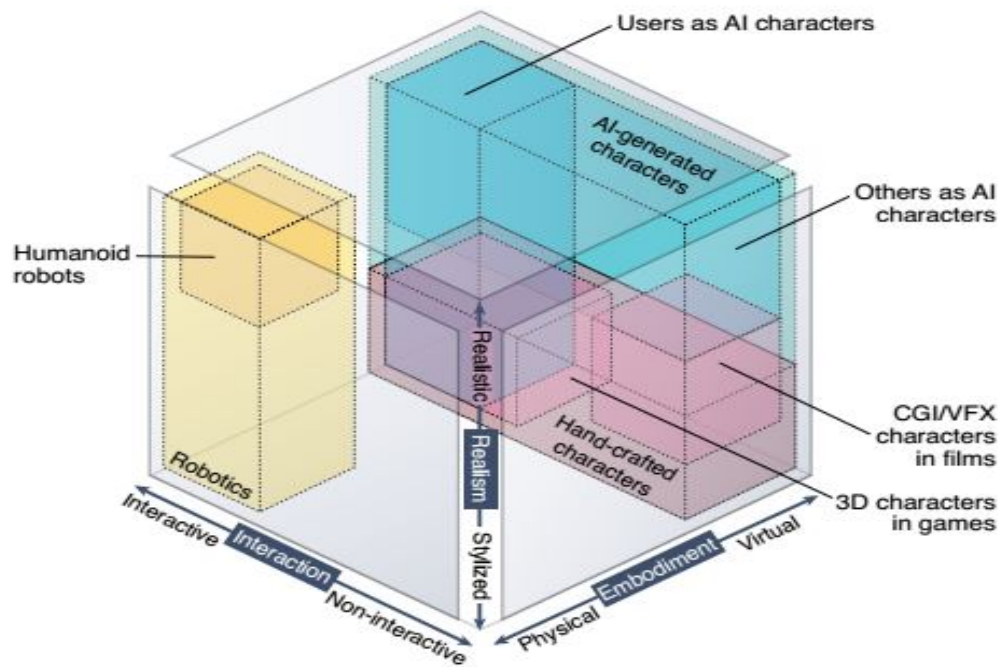 Users as AI characters
AI-generated
characters
Others as AI
characters
Humanoid
robots
Realistic
Realism
Stylized
CGI/VFX
characters
in films
Hand-crafted
characters
3D characters
in games
Robotics
Interactive
Interaction
Non-interactive
Physical
Embodiment
Virtual